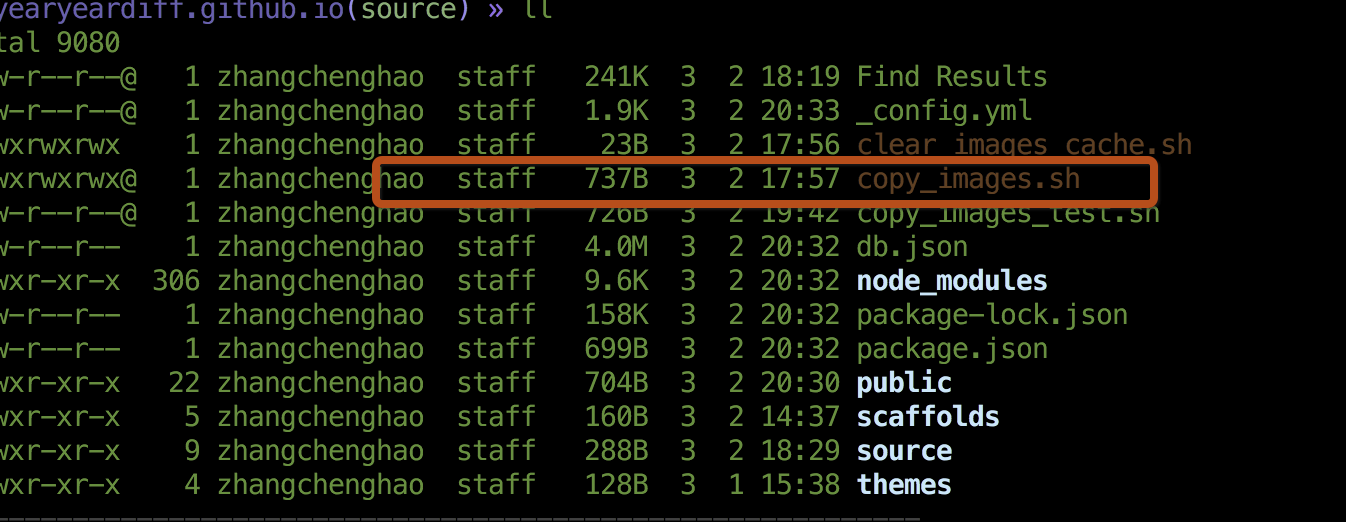 yearyeardiff.github.io(source) » ll
tal 9080
w-r--r--@ 1 zhangchenghao staff 241K 3 2 18:19 Find Results
w-r--r--@ 1 zhangchenghao staff 1.9K 3 2 20:33 _config.yml
wxrwxrwx 1 zhangchenghao staff 23B 3 2 17:56 clear_images_cache.sh
wxrwxrwx@ 1 zhangchenghao staff 737B 3 2 17:57 copy_images.sh
w-r--r--@ 1 zhangchenghao staff 726B 3 2 19:42 copy_images_test.sh
w-r--r-- 1 zhangchenghao staff 4.0M 3 2 20:32 db.json
wxr-xr-x 306 zhangchenghao staff 9.6K 3 2 20:32 node_modules
w-r--r-- 1 zhangchenghao staff 158K 3 2 20:32 package-lock.json
w-r--r-- 1 zhangchenghao staff 699B 3 2 20:32 package.json
wxr-xr-x 22 zhangchenghao staff 704B 3 2 20:30 public
wxr-xr-x 5 zhangchenghao staff 160B 3 2 14:37 scaffolds
wxr-xr-x 9 zhangchenghao staff 288B 3 2 18:29 source
wxr-xr-x 4 zhangchenghao staff 128B 3 1 15:38 themes